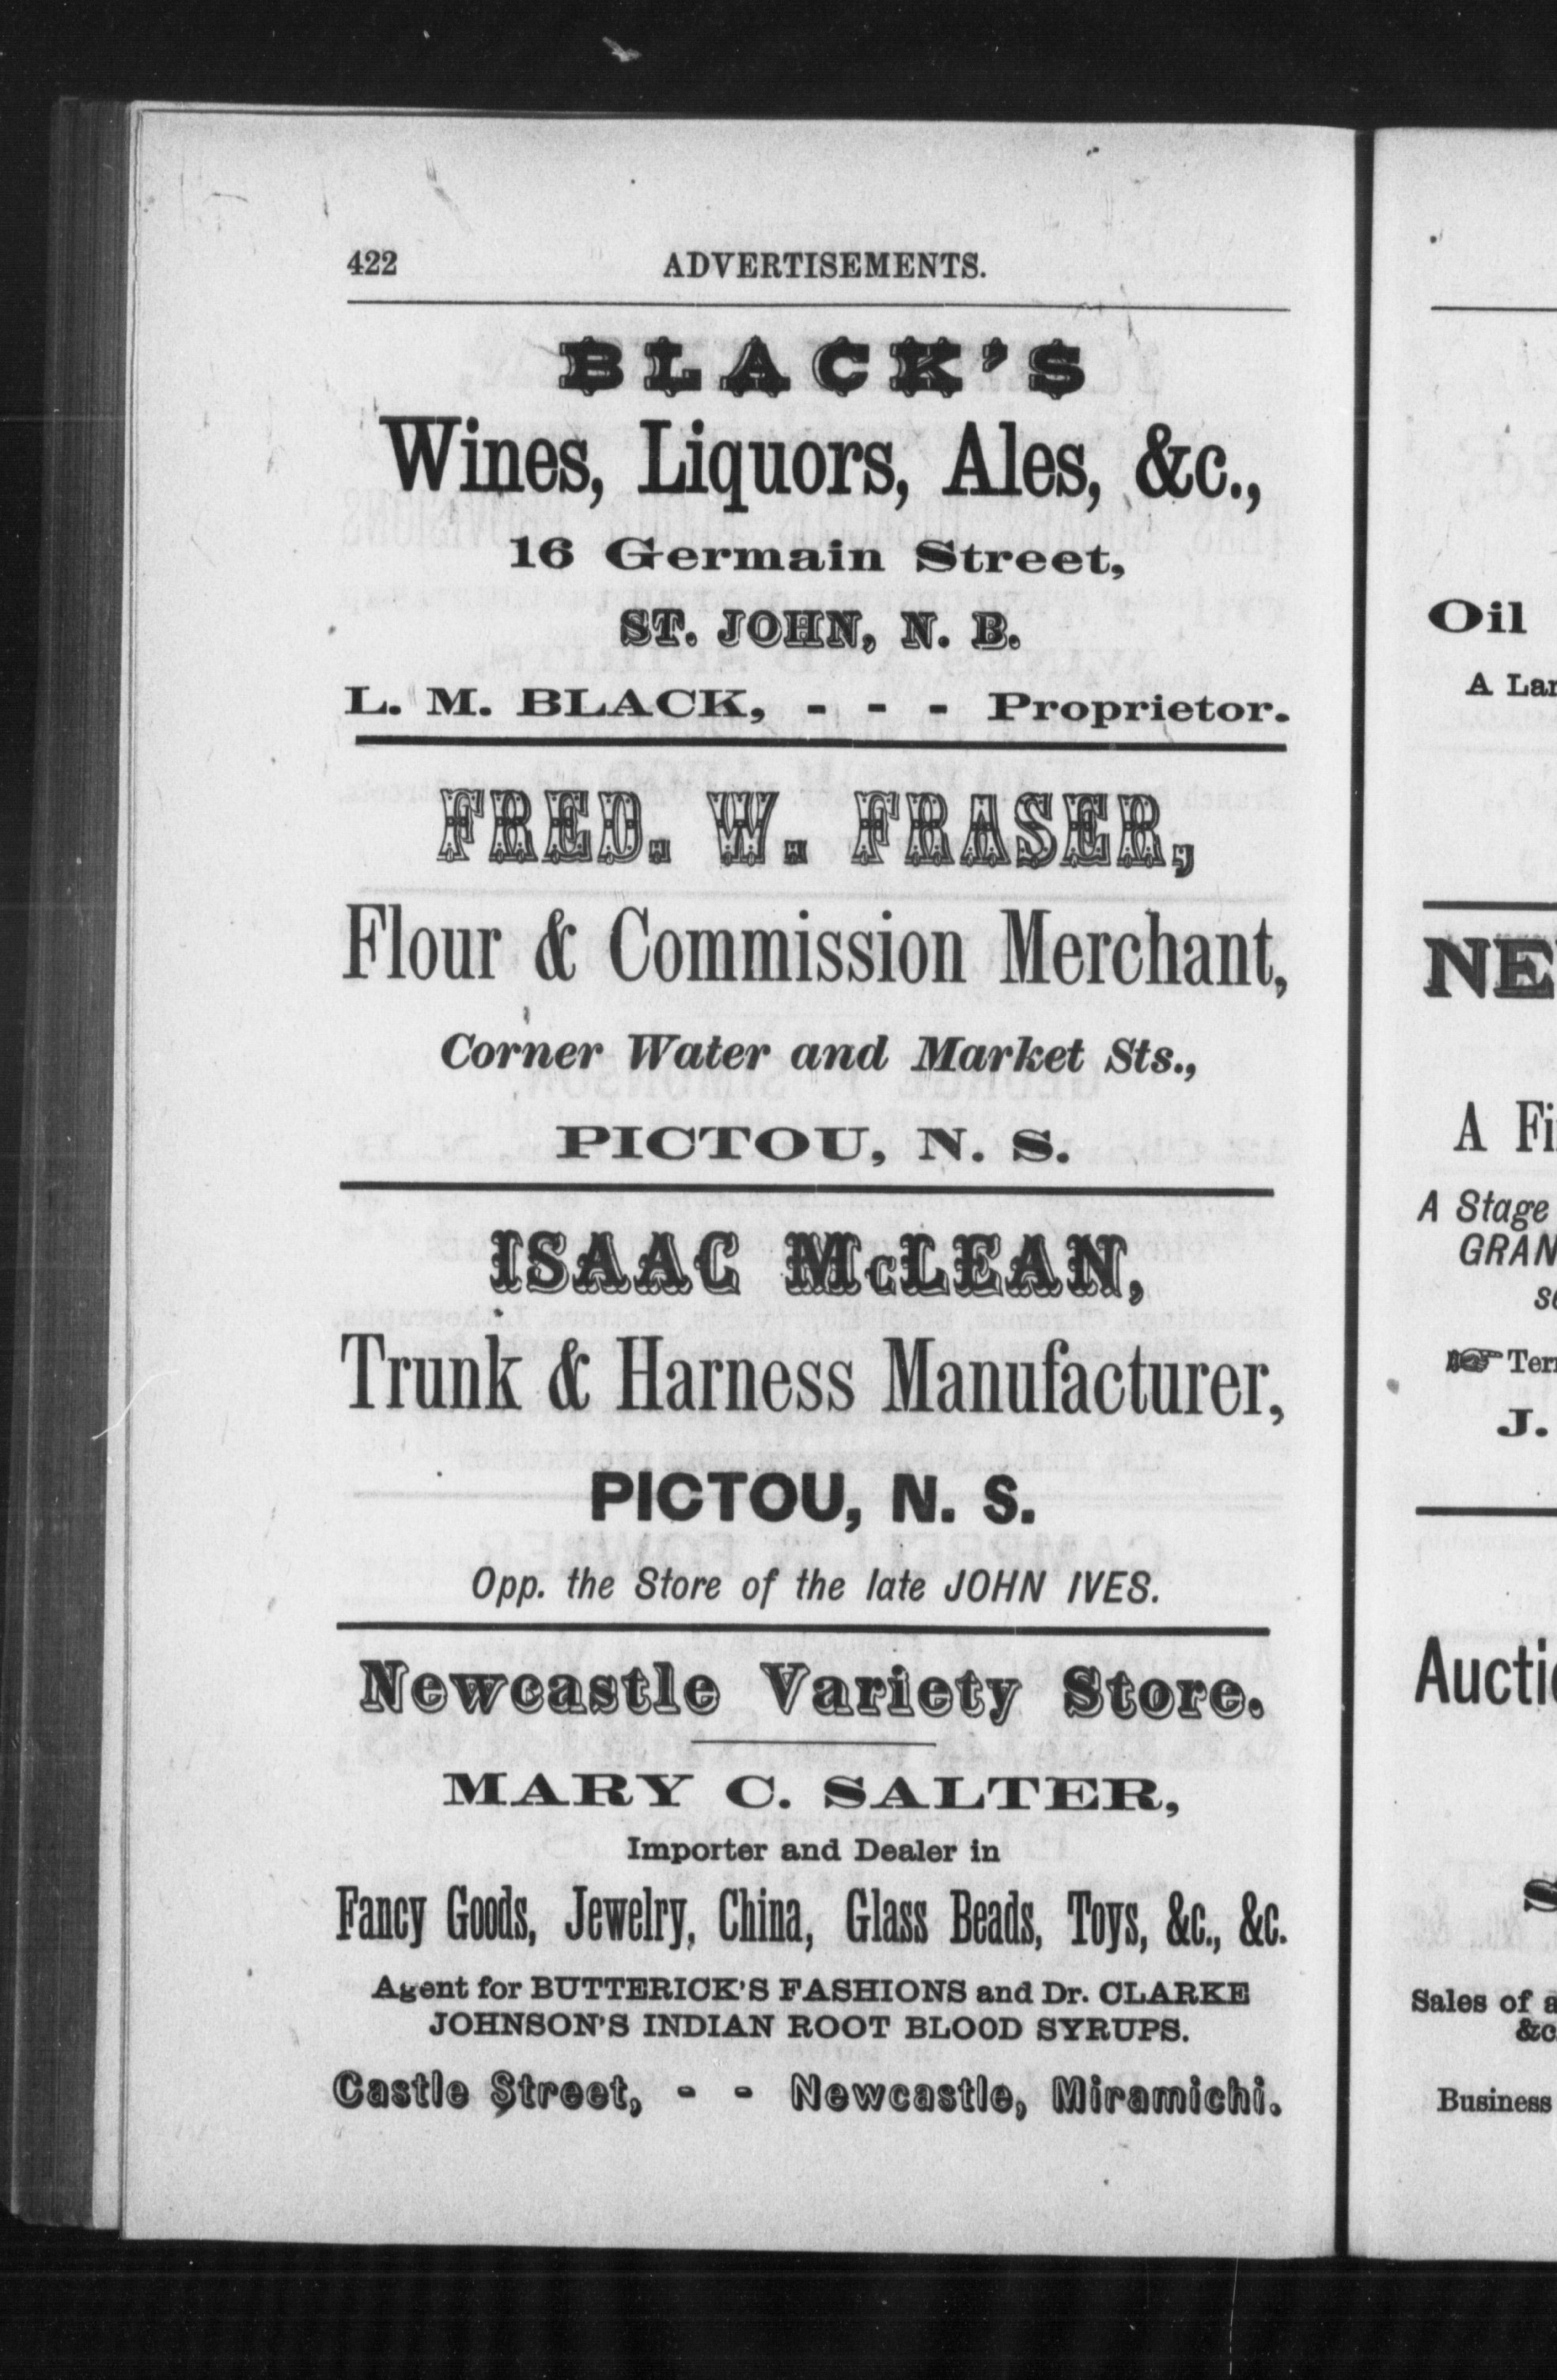 422 ADVERTISEMENTS.
BLACK'S
Wines, Liquors, Ales, &c.,
16 Germain Street,
ST. JOHN, N. B.
L. M. BLACK, - - - Proprietor.
FRED. W. FRASER,
Flour & Commission Merchant,
Corner Water and Market Sts.,
PICTOU, N. S.
ISAAC McLEAN,
Trunk & Harness Manufacturer,
PICTOU, N. S.
Opp. the Store of the late JOHN IVES.
Newcastle Variety Store.
MARY C. SALTER,
Importer and Dealer in
Fancy Goods, Jewelry, China, Glass Beads, Toys, &c., &c.
Agent for BUTTERICK'S FASHIONS and Dr. CLARKE
JOHNSON'S INDIAN ROOT BLOOD SYRUPS.
Castle Street, - - Newcastle, Miramichi.
Oil
A
NE
A
A Stage
J.
Sales of
&c
Business